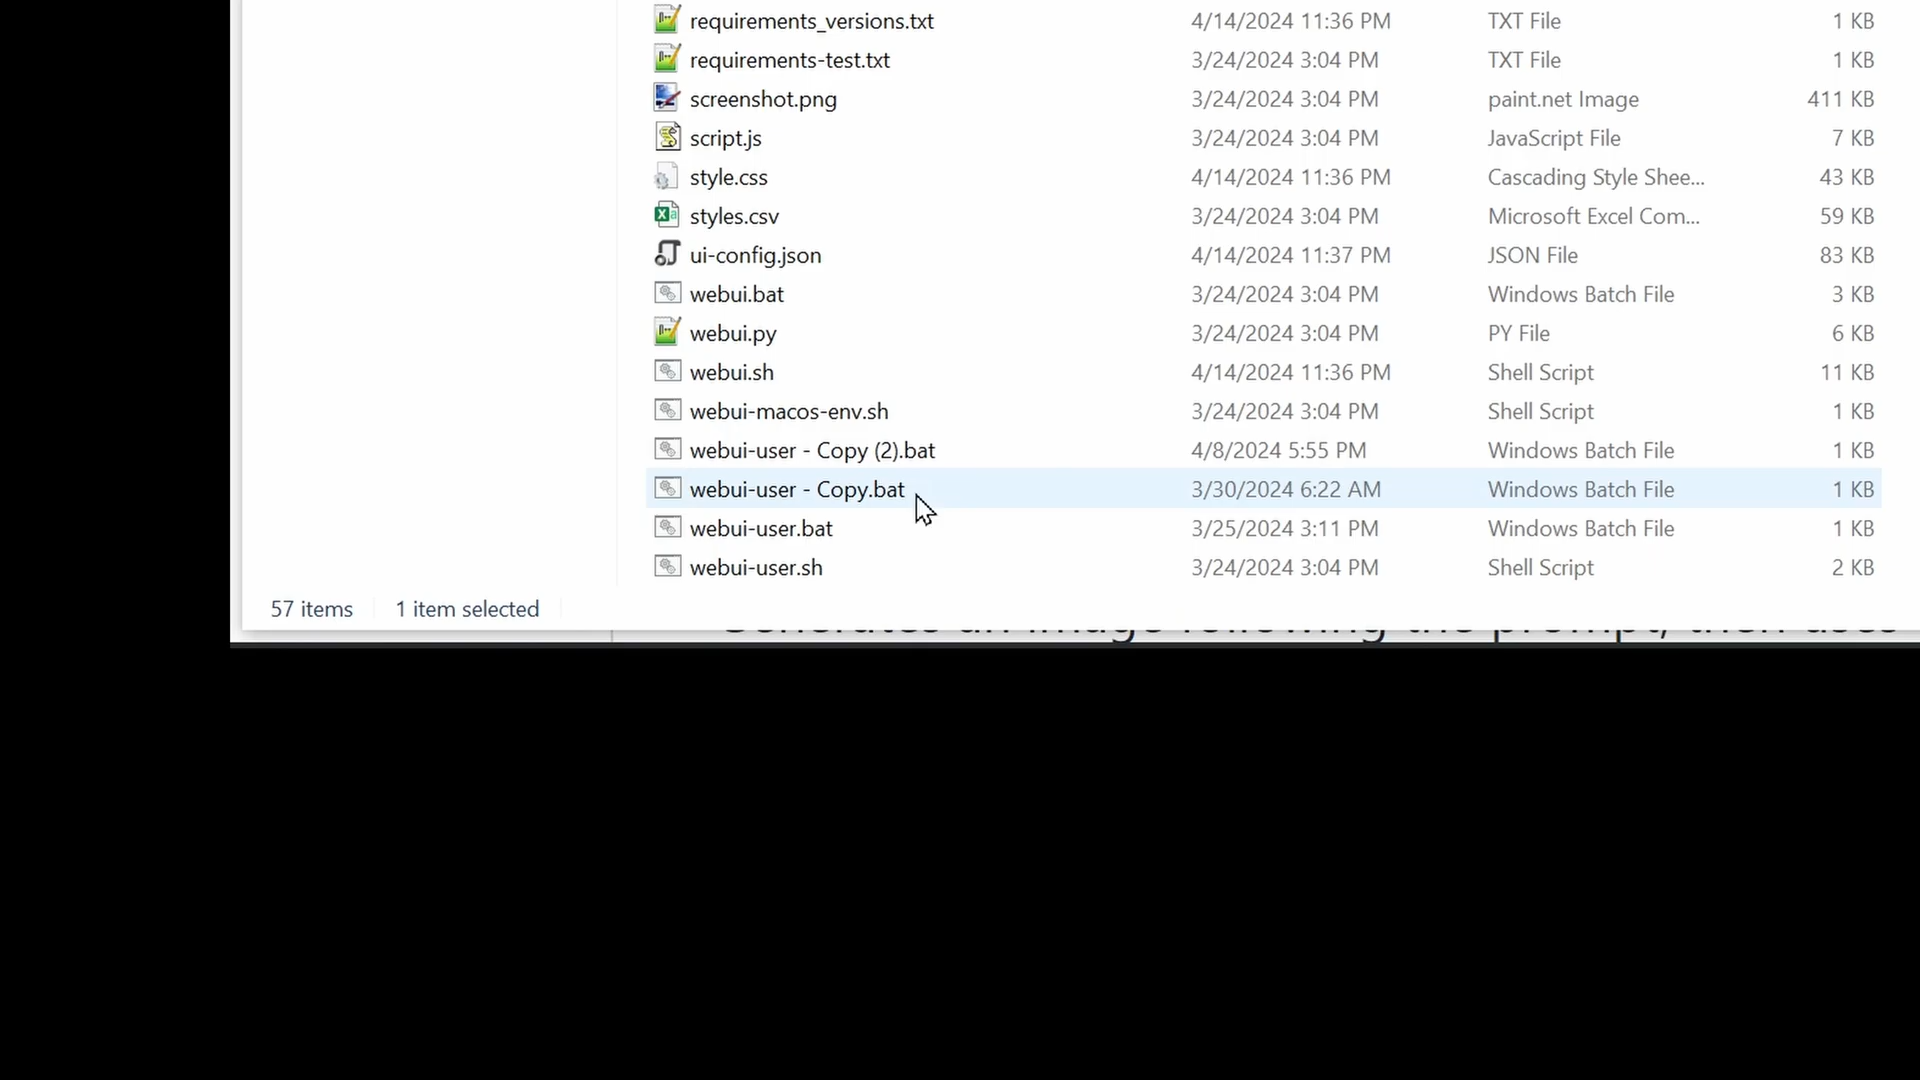 requirements_versions.txt 4/14/2024 11:36 PM TXT File 1 KB
requirements-test.txt 3/24/2024 3:04 PM TXT File 1 KB
screenshot.png 3/24/2024 3:04 PM paint.net Image 411 KB
script.js 3/24/2024 3:04 PM JavaScript File 7 KB
style.css 4/14/2024 11:36 PM Cascading Style Shee... 43 KB
styles.csv 3/24/2024 3:04 PM Microsoft Excel Com... 59 KB
ui-config.json 4/14/2024 11:37 PM JSON File 83 KB
webui.bat 3/24/2024 3:04 PM Windows Batch File 3 KB
webui.py 3/24/2024 3:04 PM PY File 6 KB
webui.sh 4/14/2024 11:36 PM Shell Script 11 KB
webui-macos-env.sh 3/24/2024 3:04 PM Shell Script 1 KB
webui-user - Copy (2).bat 4/8/2024 5:55 PM Windows Batch File 1 KB
webui-user - Copy.bat 3/30/2024 6:22 AM Windows Batch File 1 KB
webui-user.bat 3/25/2024 3:11 PM Windows Batch File 1 KB
webui-user.sh 3/24/2024 3:04 PM Shell Script 2 KB
57 items 1 item selected
Generates an image following the prompt, then uses